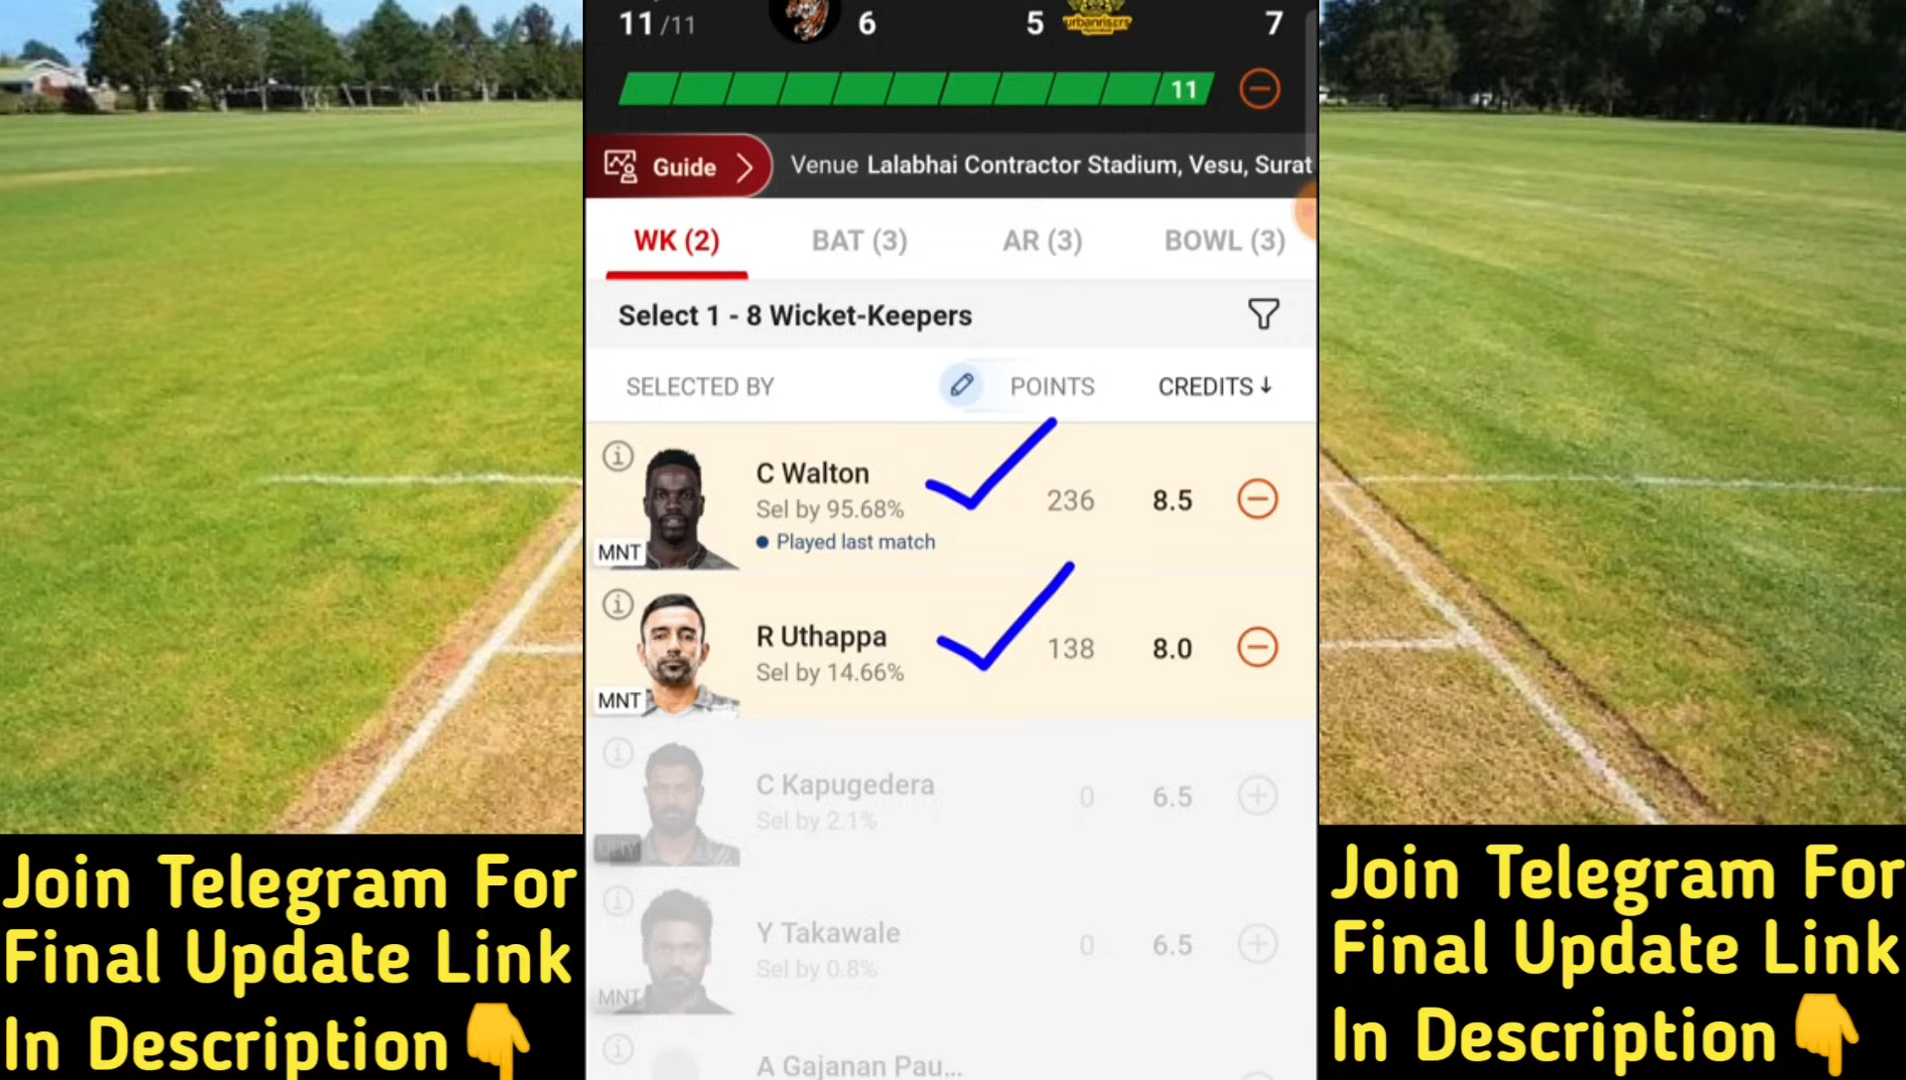 11/11
6
5
urbanrisers
7
11
Guide
Venue Lalabhai Contractor Stadium, Vesu, Surat
WK (2)
BAT (3)
AR (3)
BOWL (3)
Select 1 - 8 Wicket-Keepers
SELECTED BY
POINTS
CREDITS↓
C Walton
Sel by 95.68%
Played last match
MNT
236
8.5
R Uthappa
Sel by 14.66%
MNT
138
8.0
C Kapugedera
Sel by 2.1%
0
6.5
Y Takawale
Sel by 0.8%
MNT
0
6.5
A Gajanan Pau...
Join Telegram For
Final Update Link
In Description👇
Join Telegram For
Final Update Link
In Description👇